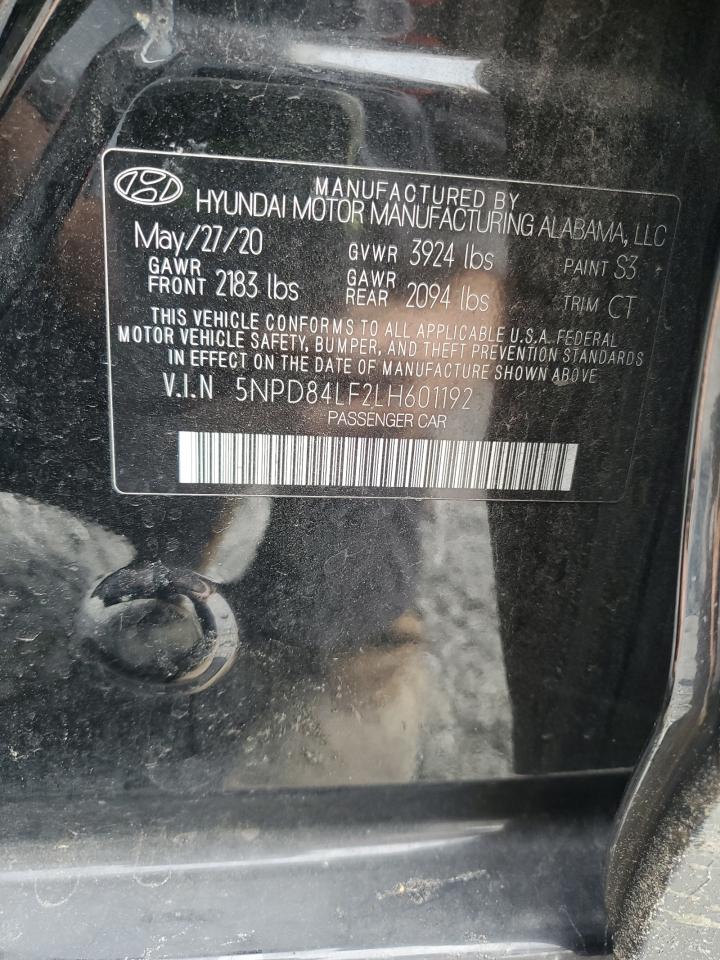 MANUFACTURED BY
HYUNDAI MOTOR MANUFACTURING ALABAMA, LLC
May/27/20 GVWR 3924 lbs PAINT S3
GAWR FRONT 2183 lbs GAWR REAR 2094 lbs TRIM CT
THIS VEHICLE CONFORMS TO ALL APPLICABLE U.S.A. FEDERAL
MOTOR VEHICLE SAFETY, BUMPER, AND THEFT PREVENTION STANDARDS
IN EFFECT ON THE DATE OF MANUFACTURE SHOWN ABOVE
V.I.N 5NPD84LF2LH601192
PASSENGER CAR